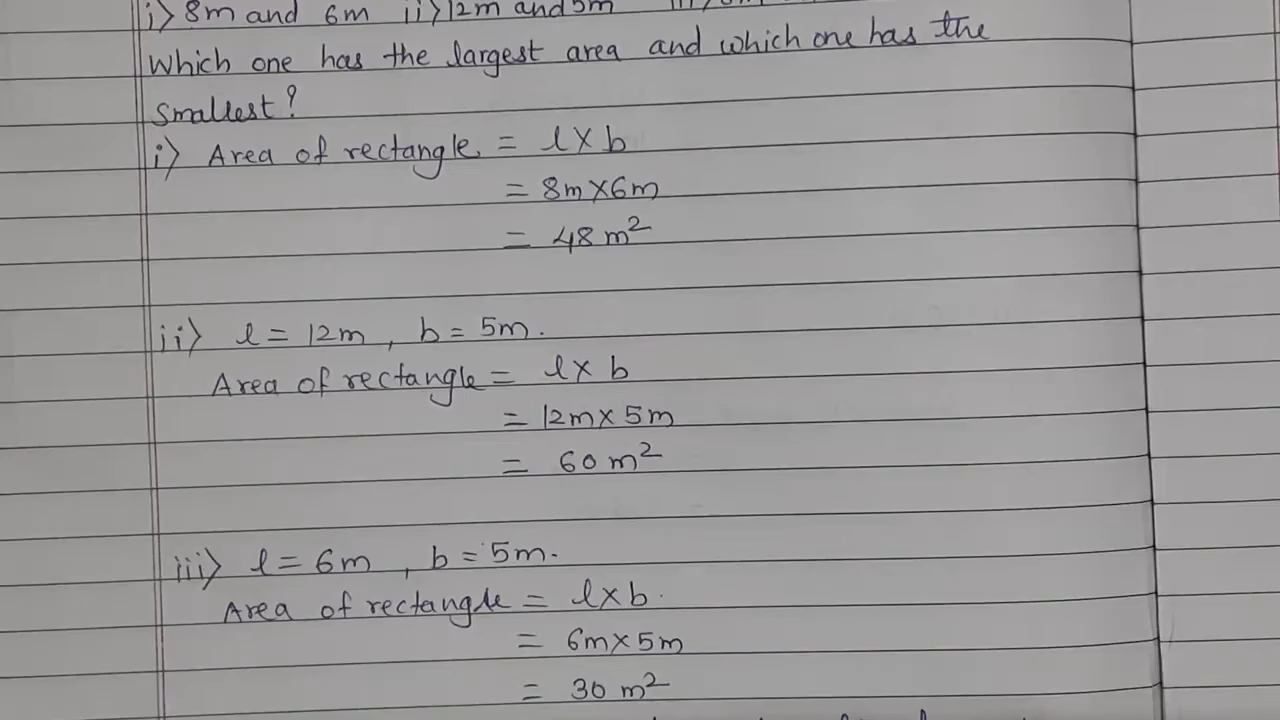 i) 8m and 6m ii) 12m and 5m
Which one has the largest area and which one has the
smallest?
i) Area of rectangle = l × b
= 8m × 6m
= 48 m²
ii) l = 12m , b = 5m.
Area of rectangle = l × b
= 12m × 5m
= 60 m²
iii) l = 6m , b = 5m.
Area of rectangle = l × b.
= 6m × 5m
= 30 m²